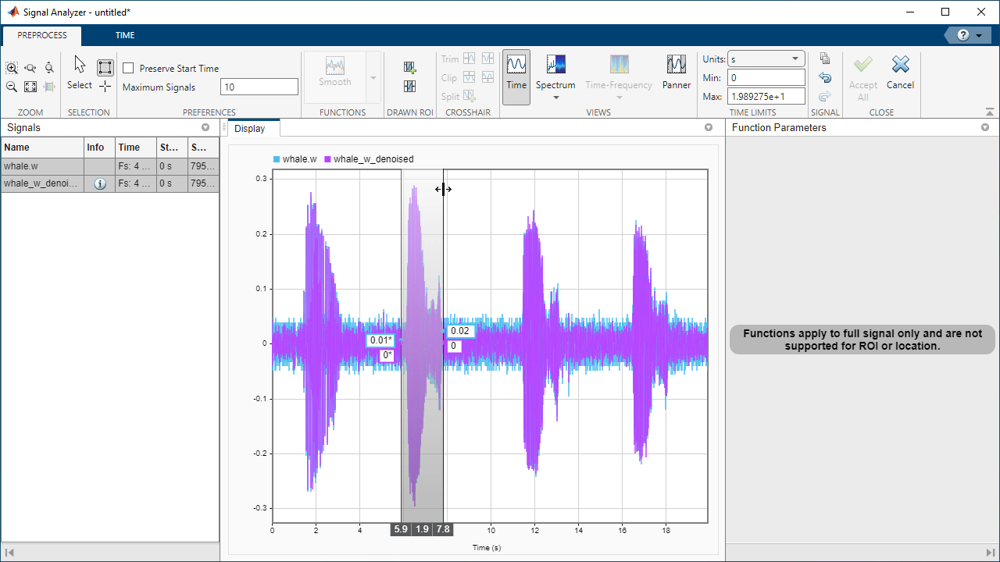 Signal Analyzer - untitled*
PREPROCESS TIME
?
Select
Preserve Start Time
Maximum Signals 10
Smooth
Trim
Clip
Split
Time Spectrum Time-Frequency Panner
Units: s
Min: 0
Max: 1.989275e+1
Accept All
Cancel
ZOOM SELECTION PREFERENCES FUNCTIONS DRAWN ROI CROSSHAIR VIEWS TIME LIMITS SIGNAL CLOSE
Signals
Name Info Time St... S...
whale.w Fs: 4 ... 0 s 795...
whale_w_denoi... i Fs: 4 ... 0 s 795...
Display
whale.w whale_w_denoised
0.3
0.2
0.1
0
-0.1
-0.2
-0.3
0.01*
0*
0.02
0
0 2 4 10 12 14 16 18
5.9 1.9 7.8
Time (s)
Function Parameters
Functions apply to full signal only and are not
supported for ROI or location.